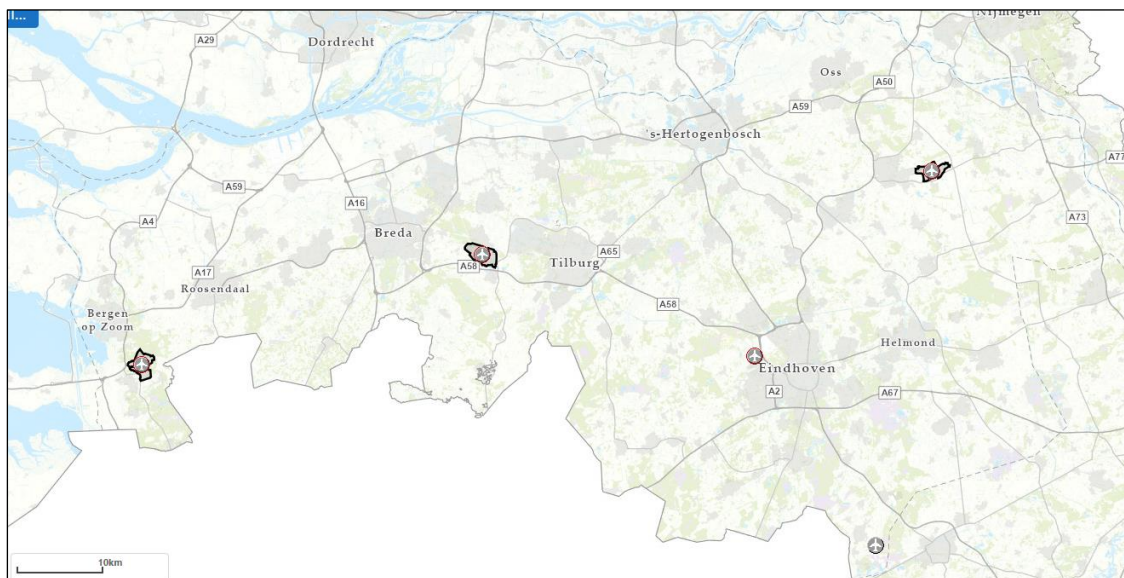 Nijmegen
A29
Dordrecht
Oss
A50
A59
's-Hertogenbosch
A77
A59
A16
A4
Breda
A73
A65
A58
Tilburg
A17
Roosendaal
A58
Bergen
op Zoom
Helmond
Eindhoven
A2
A67
10km